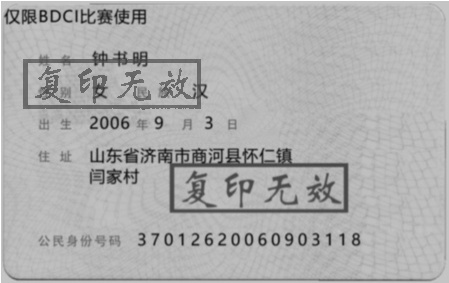 仅限BDCI比赛使用
姓名 钟书明
复印无效
性别 女 民族 汉
出生 2006 年 9 月 3 日
住址 山东省济南市商河县怀仁镇
闫家村
复印无效
公民身份号码 370126200609033118